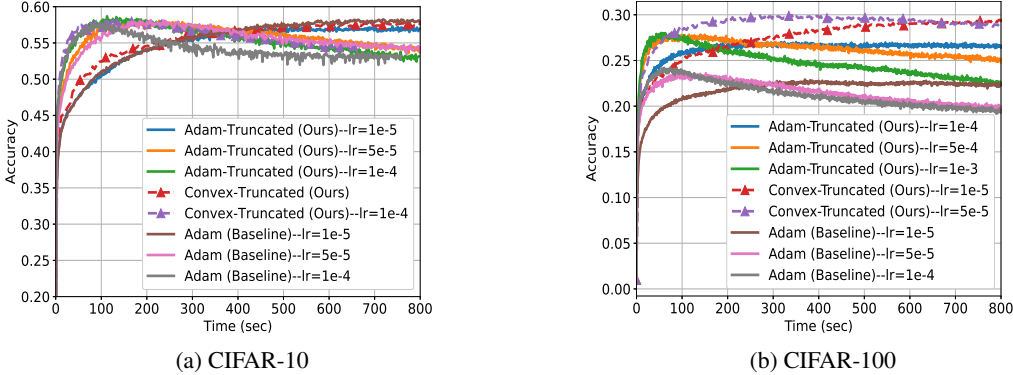 0.60
0.55
0.50
0.45
0.60
0.35
0.60
0.25
0.20
Accuracy
Adam-Truncated (Ours)--lr=1e-5
Adam-Truncated (Ours)--lr=5e-5
Adam-Truncated (Ours)--lr=1e-4
Convex-Truncated (Ours)
Convex-Truncated (Ours)--lr=1e-4
Adam (Baseline)--lr=1e-5
Adam (Baseline)--lr=5e-5
Adam (Baseline)--lr=1e-4
0 100 200 300 400 500 600 700 800
Time (sec)
(a) CIFAR-10
0.30
0.25
0.20
0.15
0.10
0.05
0.00
Accuracy
Adam-Truncated (Ours)--lr=1e-4
Adam-Truncated (Ours)--lr=5e-4
Adam-Truncated (Ours)--lr=1e-3
Convex-Truncated (Ours)--lr=1e-5
Convex-Truncated (Ours)--lr=5e-5
Adam (Baseline)--lr=1e-5
Adam (Baseline)--lr=5e-5
Adam (Baseline)--lr=1e-4
0 100 200 300 400 500 600 700 800
Time (sec)
(b) CIFAR-100